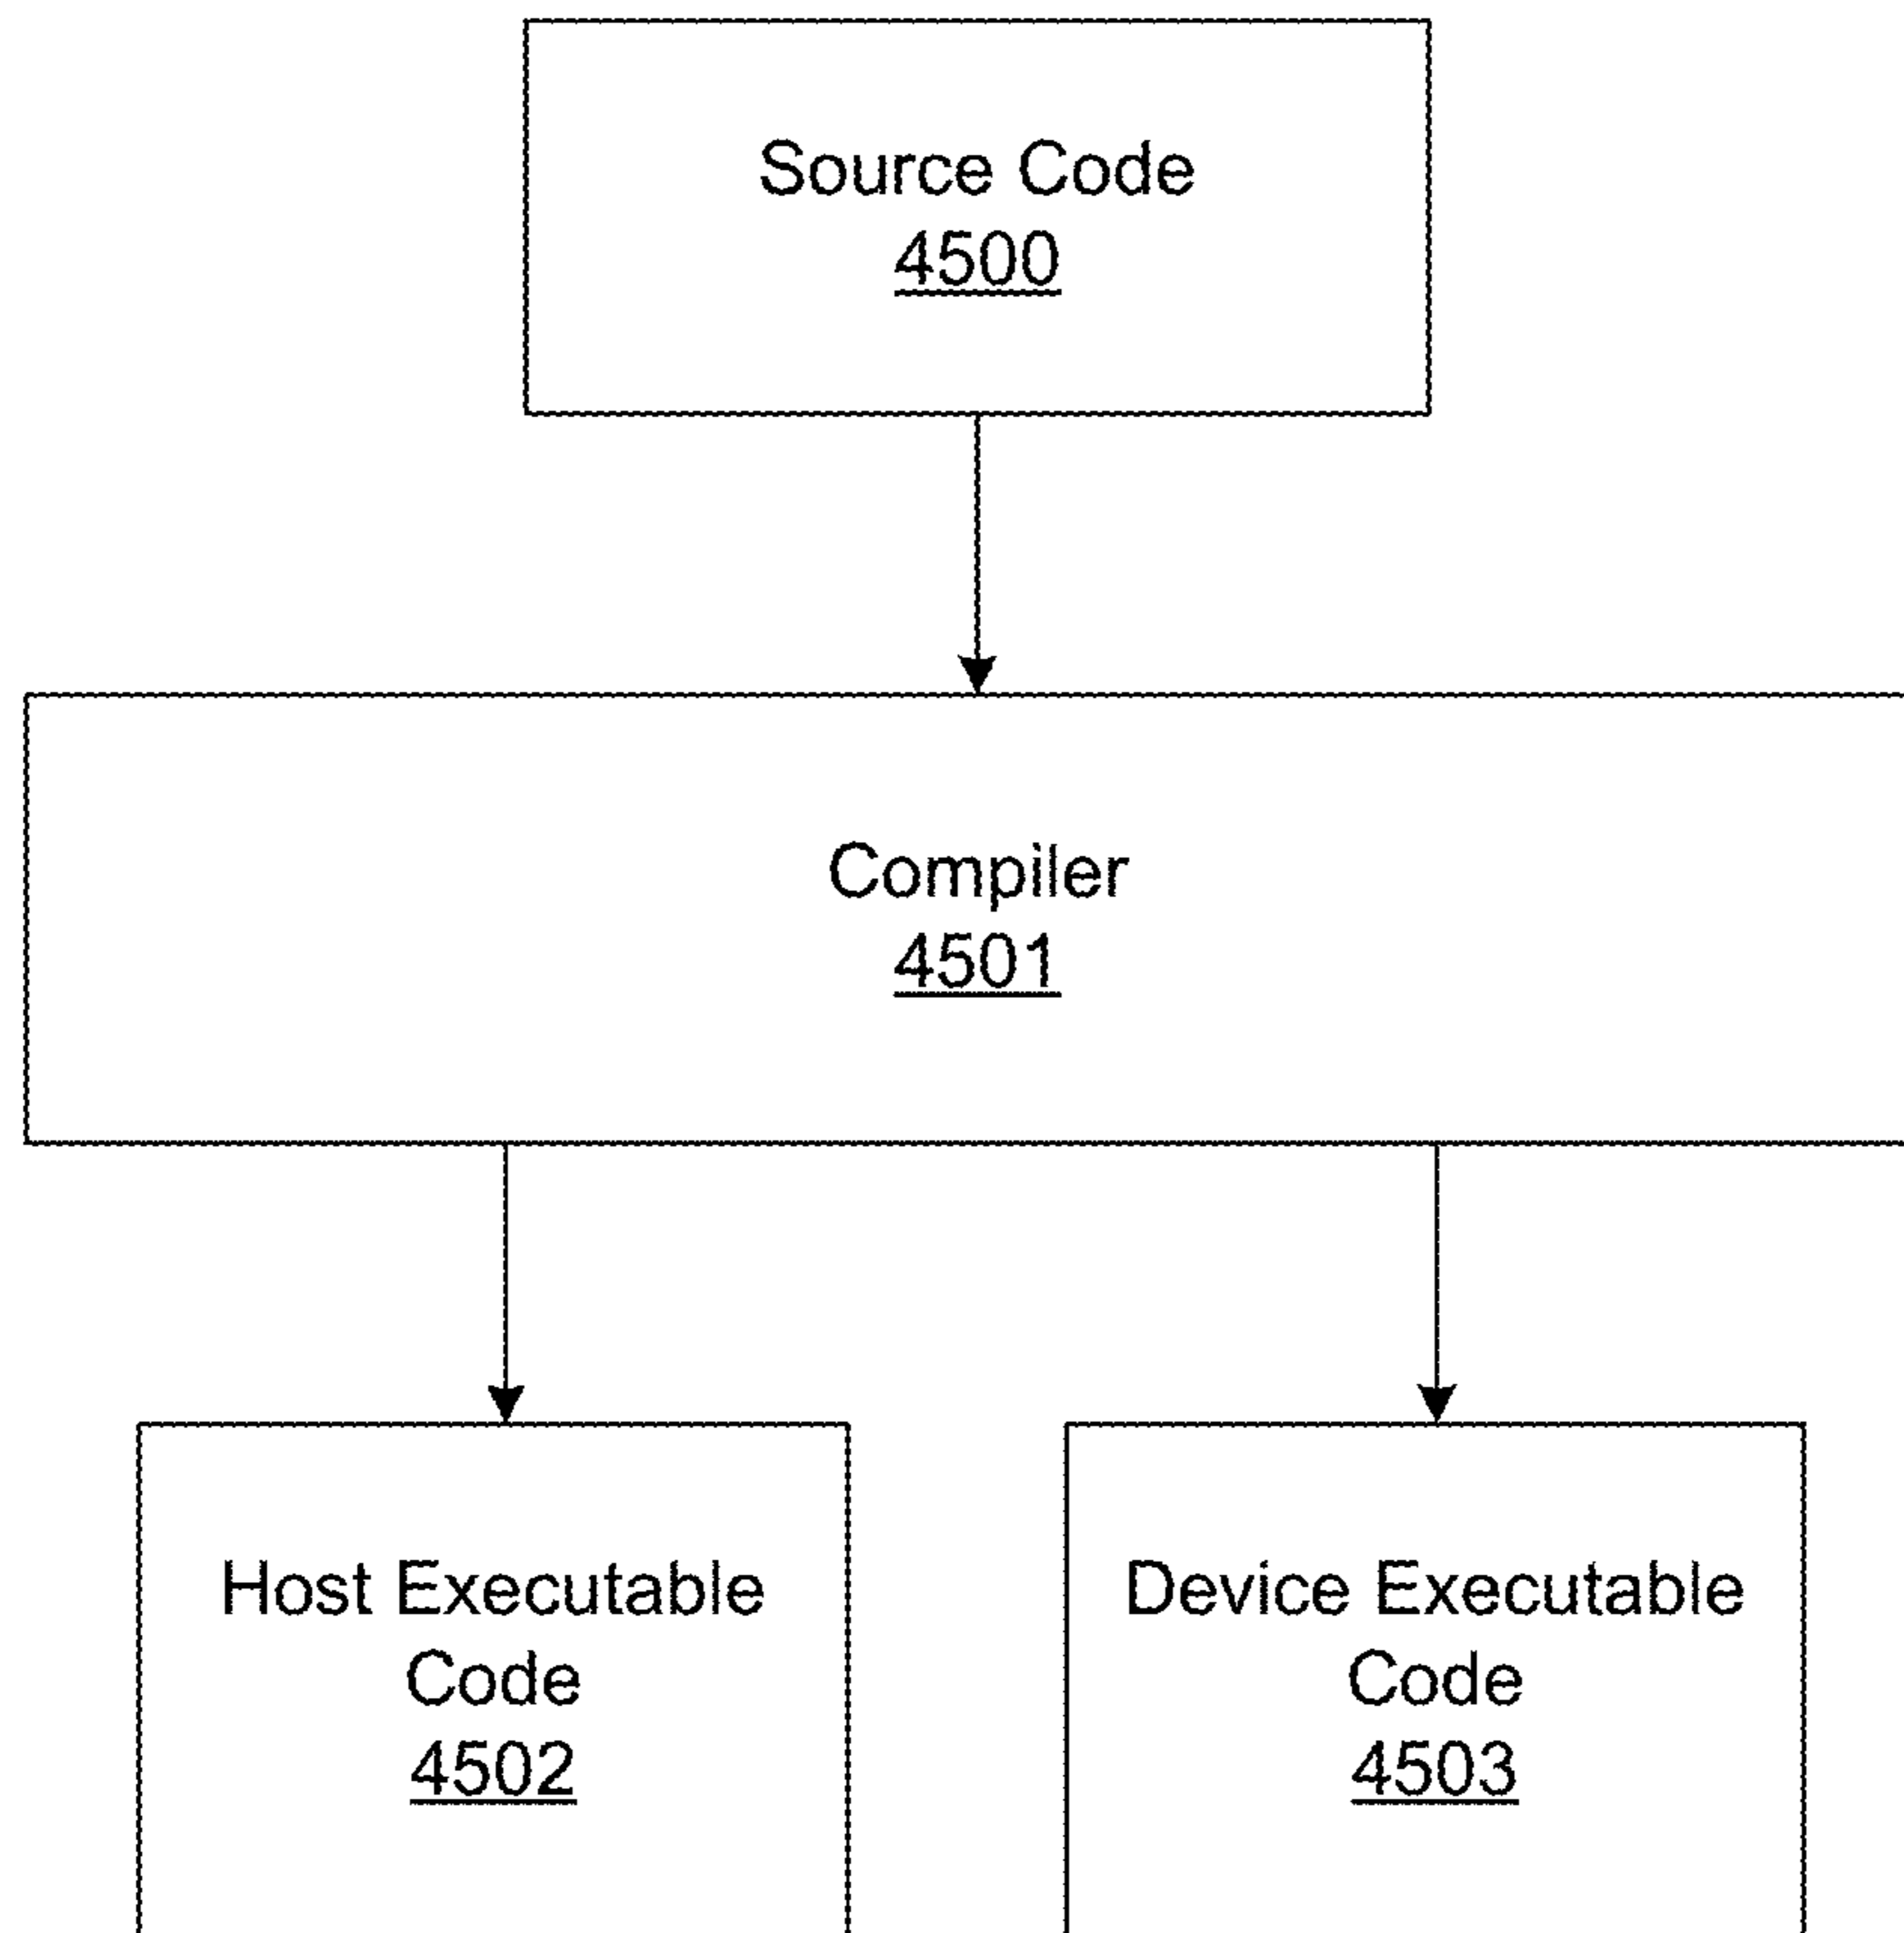 Source Code
4500
Compiler
4501
Host Executable
Code
4502
Device Executable
Code
4503